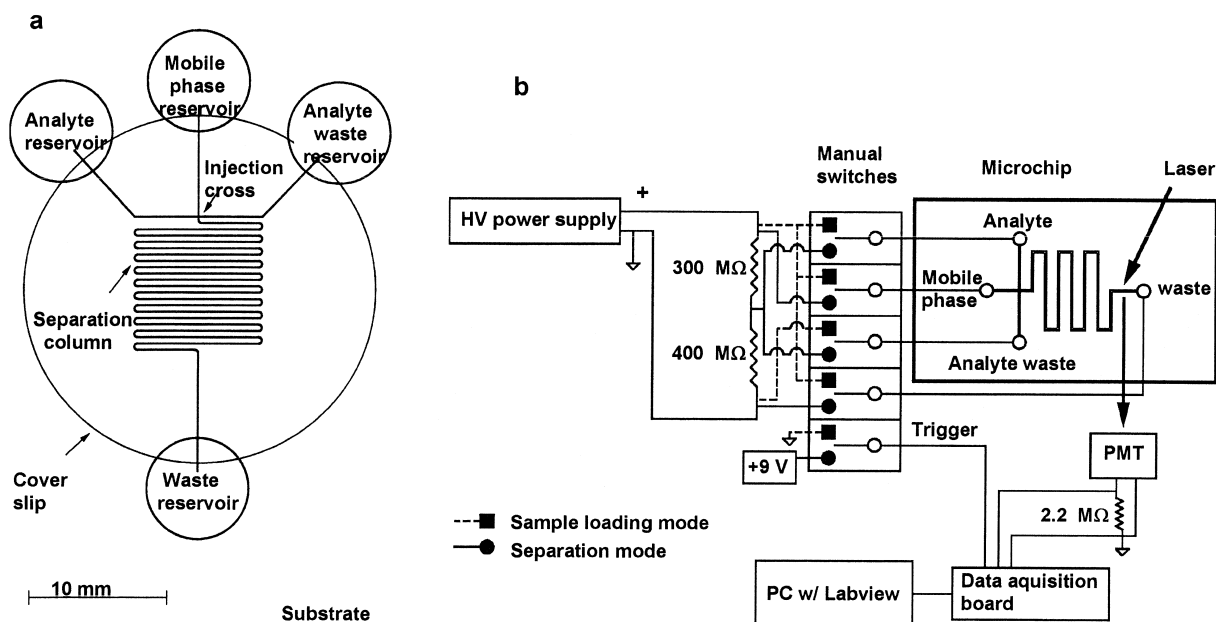 a
Mobile
phase
reservoir
Analyte
reservoir
Analyte
waste
reservoir
Injection
cross
Separation
column
Cover
slip
Waste
reservoir
10 mm
Substrate
b
Manual
switches
Microchip
Laser
HV power supply
+
Analyte
300 MΩ
Mobile
phase
waste
400 MΩ
Analyte waste
Trigger
+9 V
PMT
2.2 MΩ
Sample loading mode
Separation mode
PC w/ Labview
Data aquisition
board